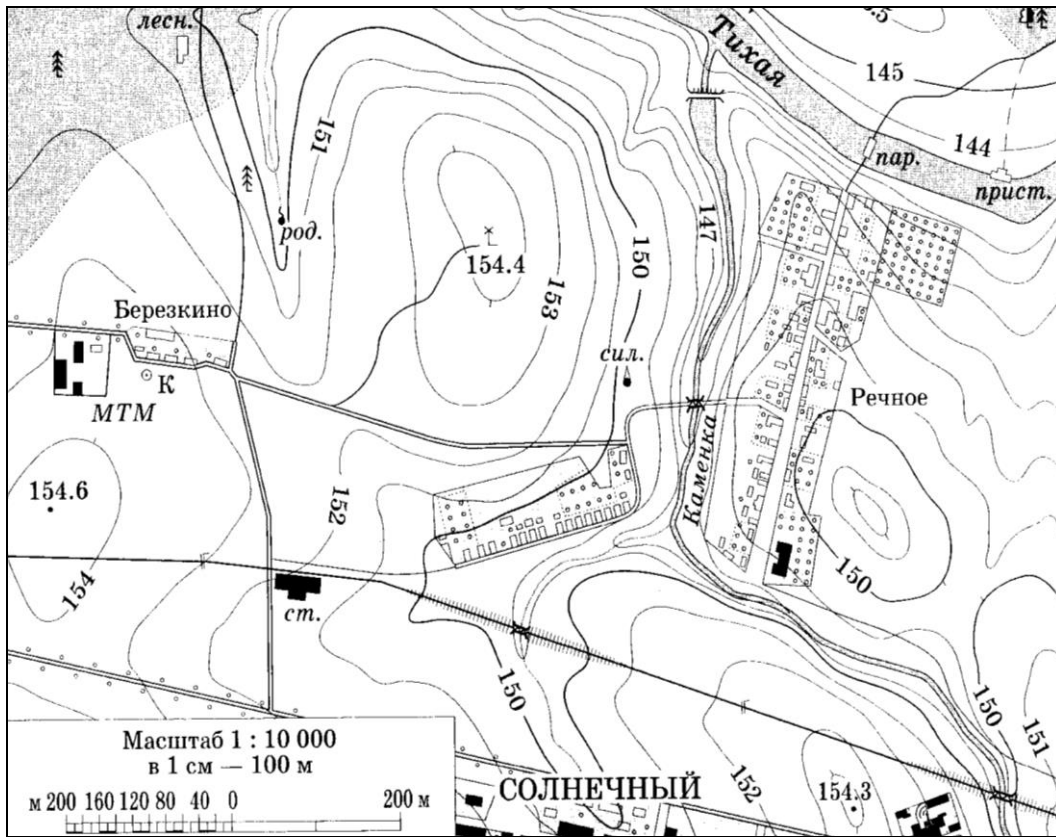 лесн.
Тихая
145
144
пар.
прист.
151
род.
154.4
150
147
153
Березкино
сил.
К
МТМ
Речное
Каменка
154.6
152
154
ст.
150
150
150
151
Масштаб 1 : 10 000
в 1 см — 100 м
м 200 160 120 80 40 0 200 м
СОЛНЕЧНЫЙ
152
154.3